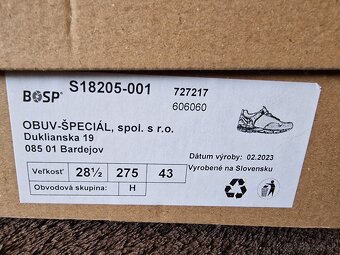 S18205-001
727217
BOSP®
606060
OBUV-ŠPECIÁL, spol. s r.o.
Duklianska 19
085 01 Bardejov
Dátum výroby: 02.2023
Vyrobené na Slovensku
Veľkosť 28½ 275 43
Obvodová skupina: H